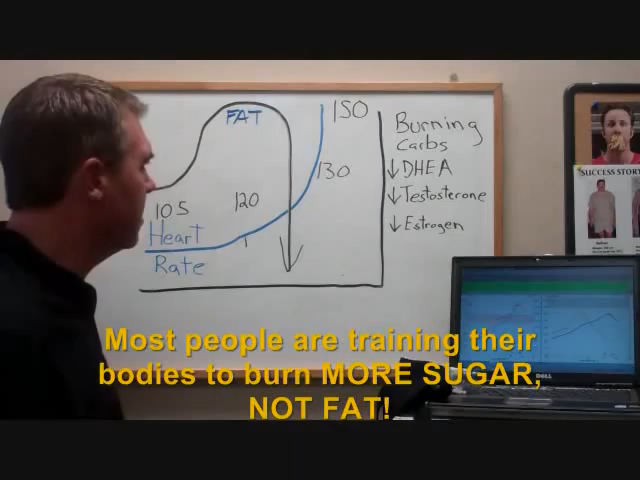 FAT
150
Burning
Carbs
130
↓ DHEA
120
↓ Testosterone
105
Heart
↓ Estrogen
Rate
SUCCESS STORY
DELL
Most people are training their
bodies to burn MORE SUGAR,
NOT FAT!